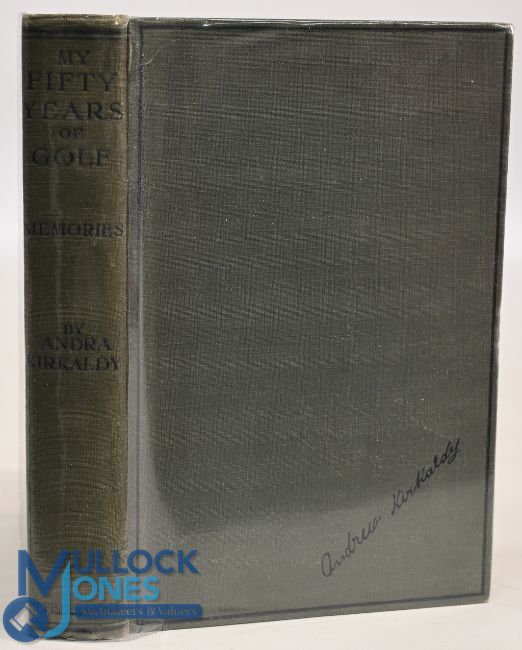 MY
FIFTY
YEARS
OF
GOLF
MEMORIES
BY
ANDRA
KIRKALDY
Andrew Kirkaldy
MULLOCK
JONES
Auctioneers & Valuers